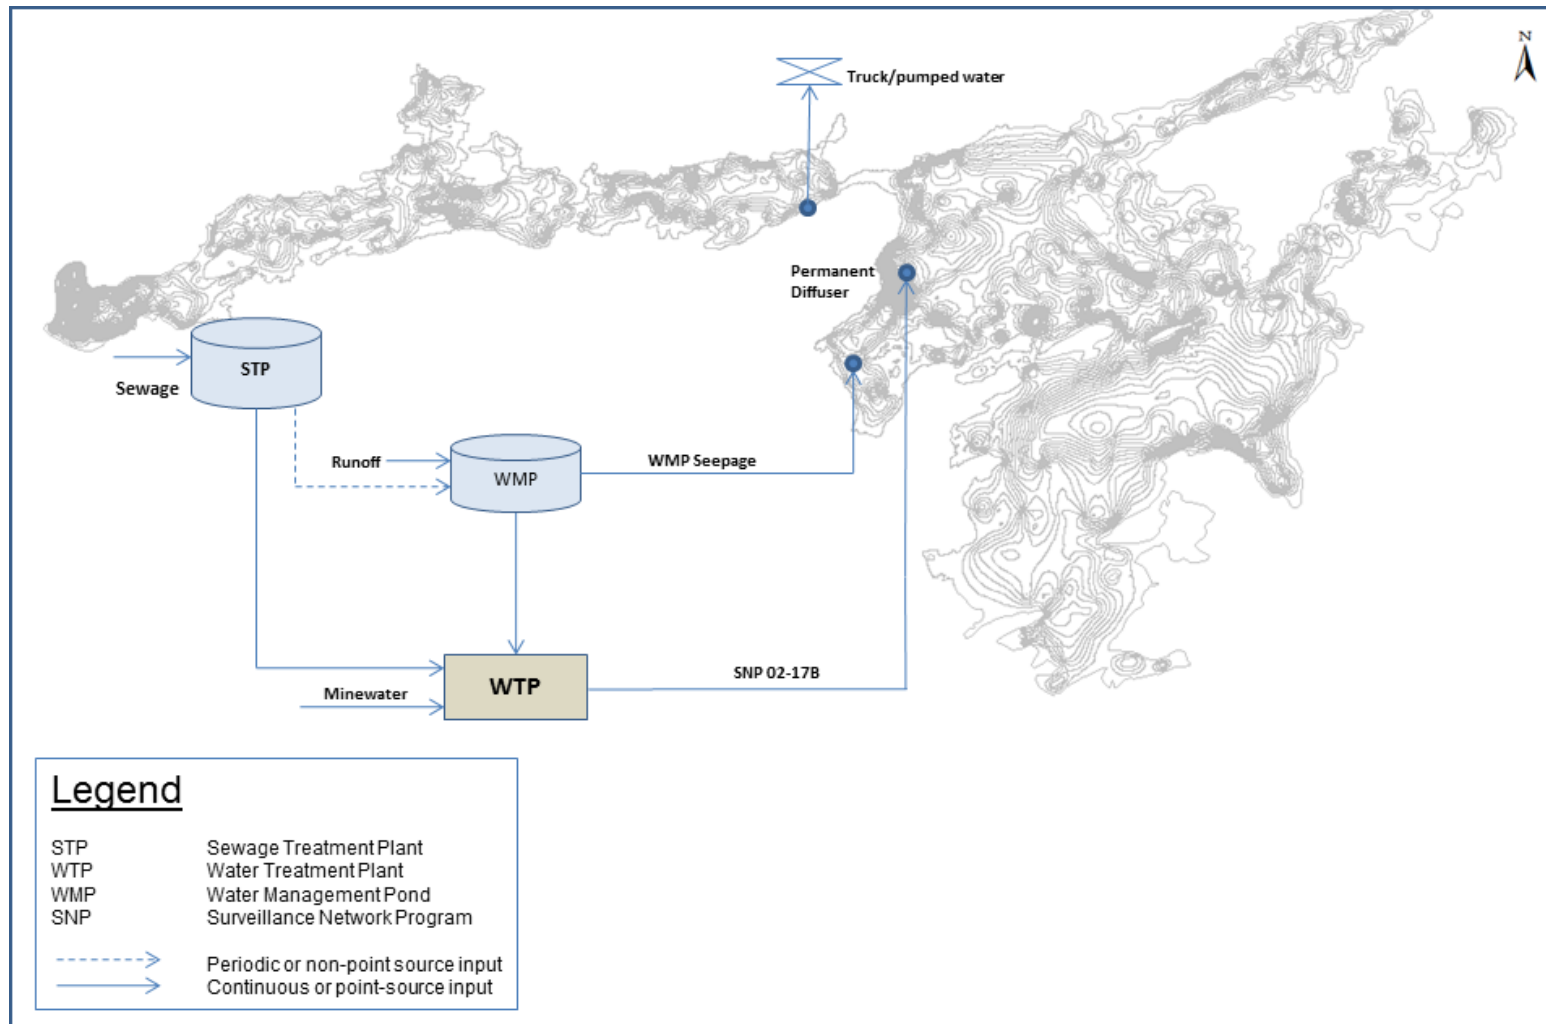 N
Truck/pumped water
Permanent
Diffuser
STP
Sewage
Runoff
WMP
WMP Seepage
WTP
Minewater
SNP 02-17B
Legend
STP Sewage Treatment Plant
WTP Water Treatment Plant
WMP Water Management Pond
SNP Surveillance Network Program
Periodic or non-point source input
Continuous or point-source input